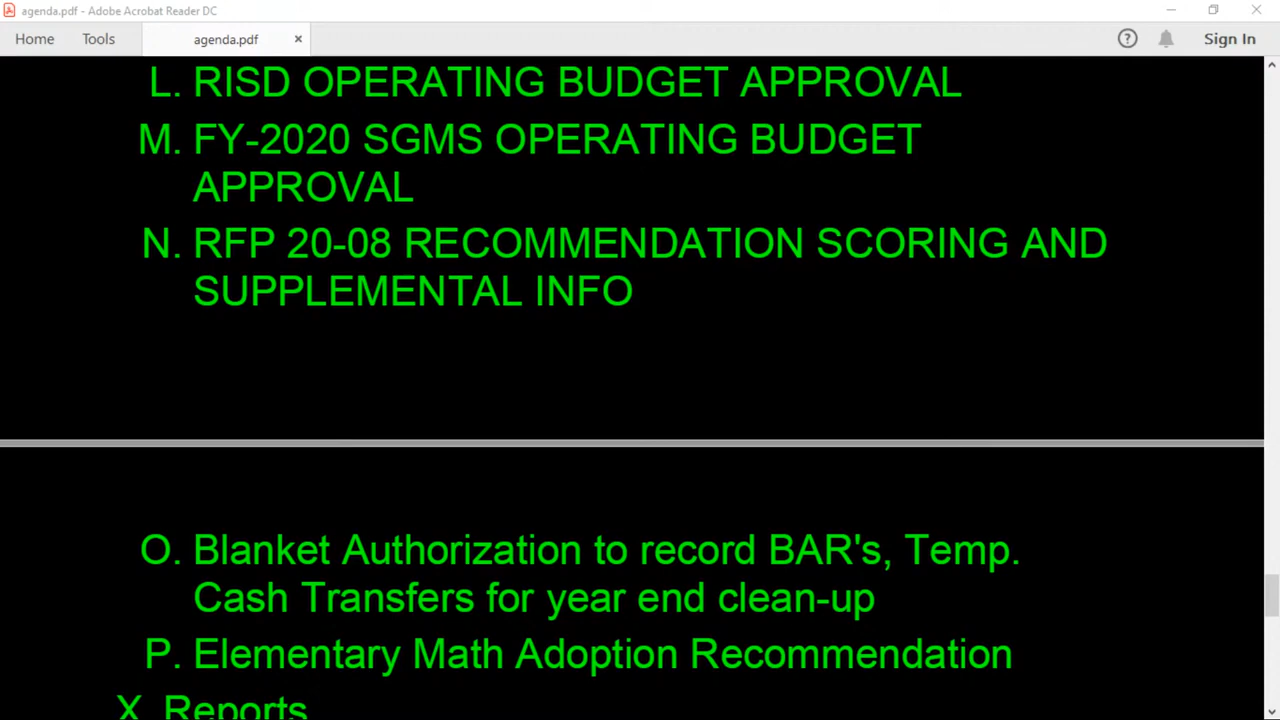 agenda.pdf - Adobe Acrobat Reader DC
Home Tools agenda.pdf × Sign In
L. RISD OPERATING BUDGET APPROVAL
M. FY-2020 SGMS OPERATING BUDGET
APPROVAL
N. RFP 20-08 RECOMMENDATION SCORING AND
SUPPLEMENTAL INFO
O. Blanket Authorization to record BAR's, Temp.
Cash Transfers for year end clean-up
P. Elementary Math Adoption Recommendation
X. Reports